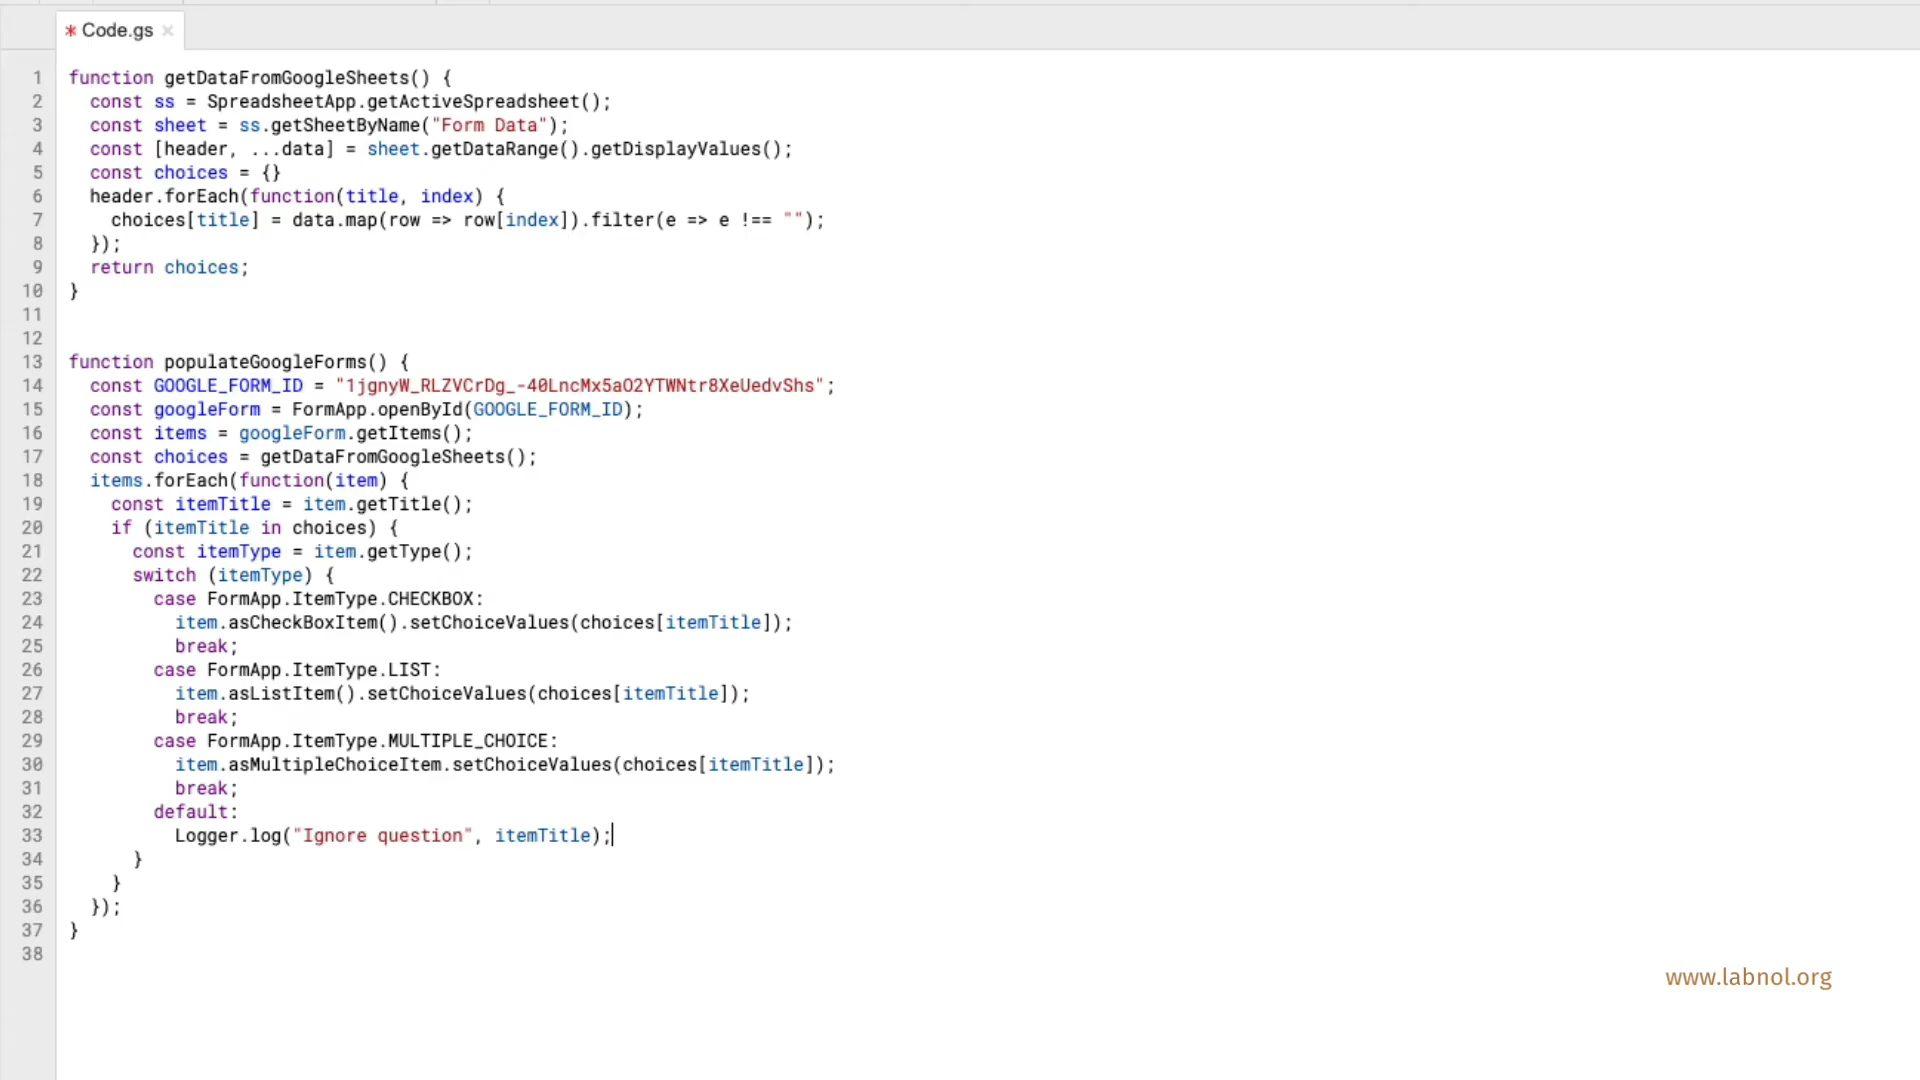 * Code.gs ×
1 function getDataFromGoogleSheets() {
2 const ss = SpreadsheetApp.getActiveSpreadsheet();
3 const sheet = ss.getSheetByName("Form Data");
4 const [header, ...data] = sheet.getDataRange().getDisplayValues();
5 const choices = {}
6 header.forEach(function(title, index) {
7 choices[title] = data.map(row => row[index]).filter(e => e !== "");
8 });
9 return choices;
10 }
11
12
13 function populateGoogleForms() {
14 const GOOGLE_FORM_ID = "1jgnyW_RLZVCrDg_-40LncMx5aO2YTWNtr8XeUedvShs";
15 const googleForm = FormApp.openById(GOOGLE_FORM_ID);
16 const items = googleForm.getItems();
17 const choices = getDataFromGoogleSheets();
18 items.forEach(function(item) {
19 const itemTitle = item.getTitle();
20 if (itemTitle in choices) {
21 const itemType = item.getType();
22 switch (itemType) {
23 case FormApp.ItemType.CHECKBOX:
24 item.asCheckBoxItem().setChoiceValues(choices[itemTitle]);
25 break;
26 case FormApp.ItemType.LIST:
27 item.asListItem().setChoiceValues(choices[itemTitle]);
28 break;
29 case FormApp.ItemType.MULTIPLE_CHOICE:
30 item.asMultipleChoiceItem.setChoiceValues(choices[itemTitle]);
31 break;
32 default:
33 Logger.log("Ignore question", itemTitle);
34 }
35 }
36 });
37 }
38
www.labnol.org